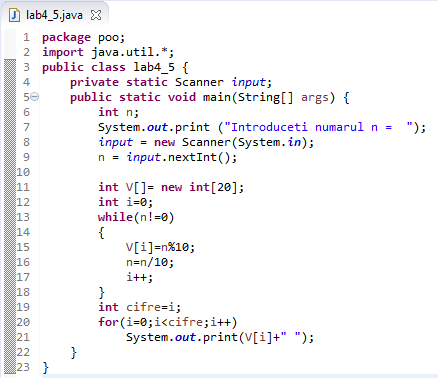 lab4_5.java
1 package poo;
2 import java.util.*;
3 public class lab4_5 {
4     private static Scanner input;
5     public static void main(String[] args) {
6         int n;
7         System.out.print ("Introduceti numarul n =  ");
8         input = new Scanner(System.in);
9         n = input.nextInt();
10
11         int V[]= new int[20];
12         int i=0;
13         while(n!=0)
14         {
15             V[i]=n%10;
16             n=n/10;
17             i++;
18         }
19         int cifre=i;
20         for(i=0;i<cifre;i++)
21             System.out.print(V[i]+" ");
22     }
23 }